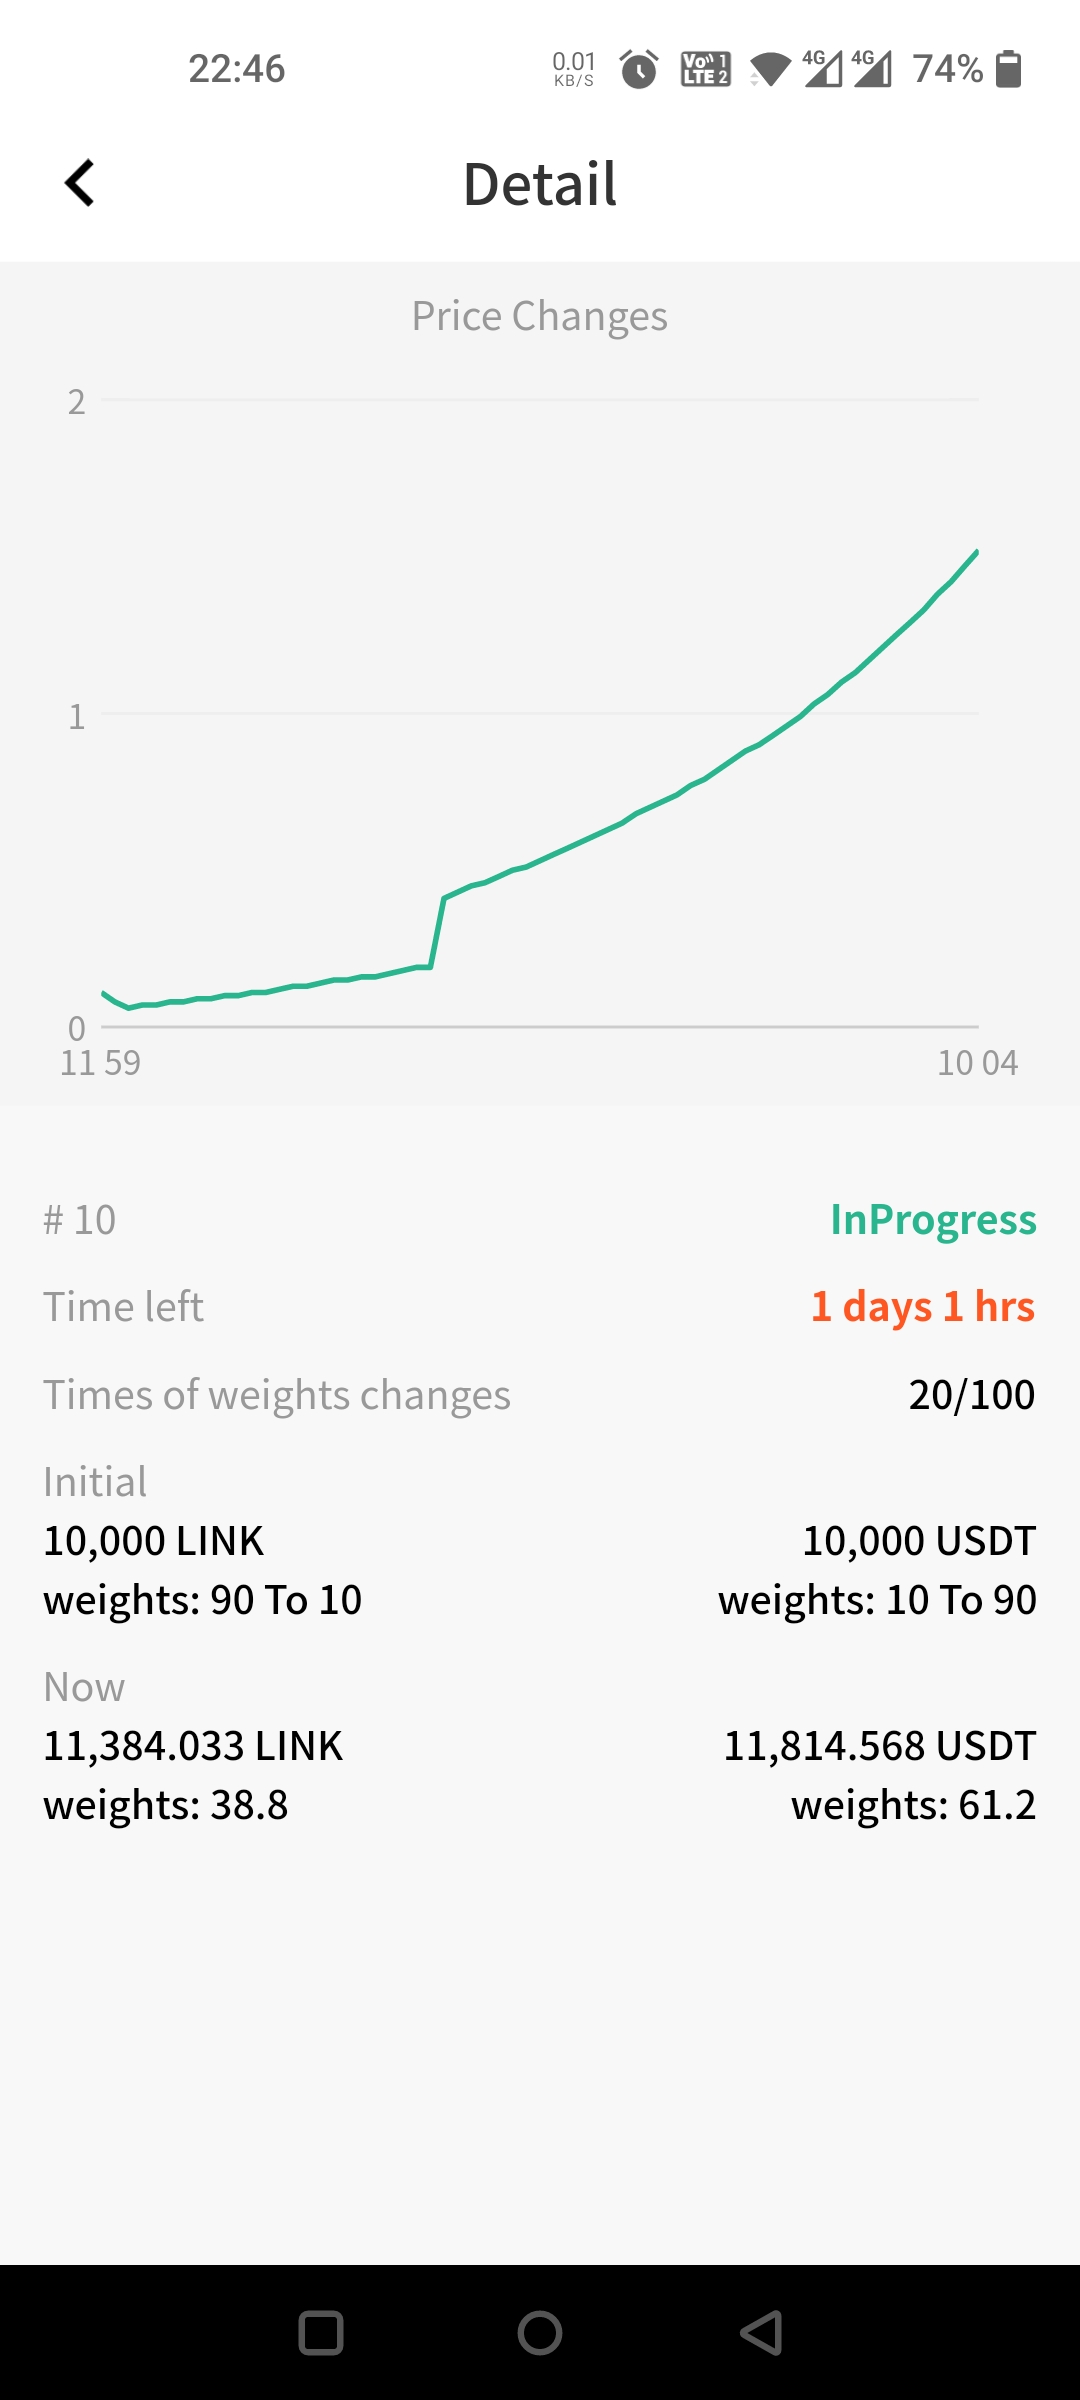 22:46 0.01 KB/S Vo)) LTE 1 2 4G 4G 74%
Detail
Price Changes
2
1
0
11 59 10 04
# 10 InProgress
Time left 1 days 1 hrs
Times of weights changes 20/100
Initial
10,000 LINK 10,000 USDT
weights: 90 To 10 weights: 10 To 90
Now
11,384.033 LINK 11,814.568 USDT
weights: 38.8 weights: 61.2